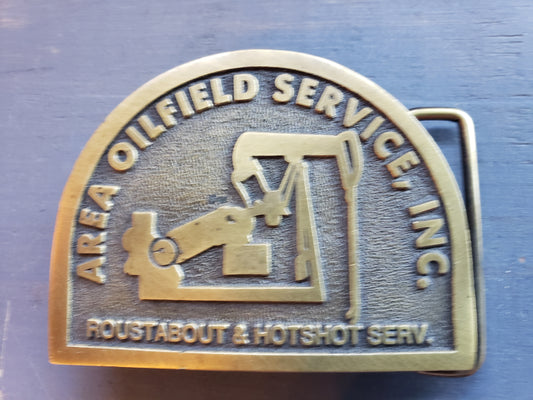 AREA OILFIELD SERVICE, INC.
ROUSTABOUT & HOTSHOT SERV.